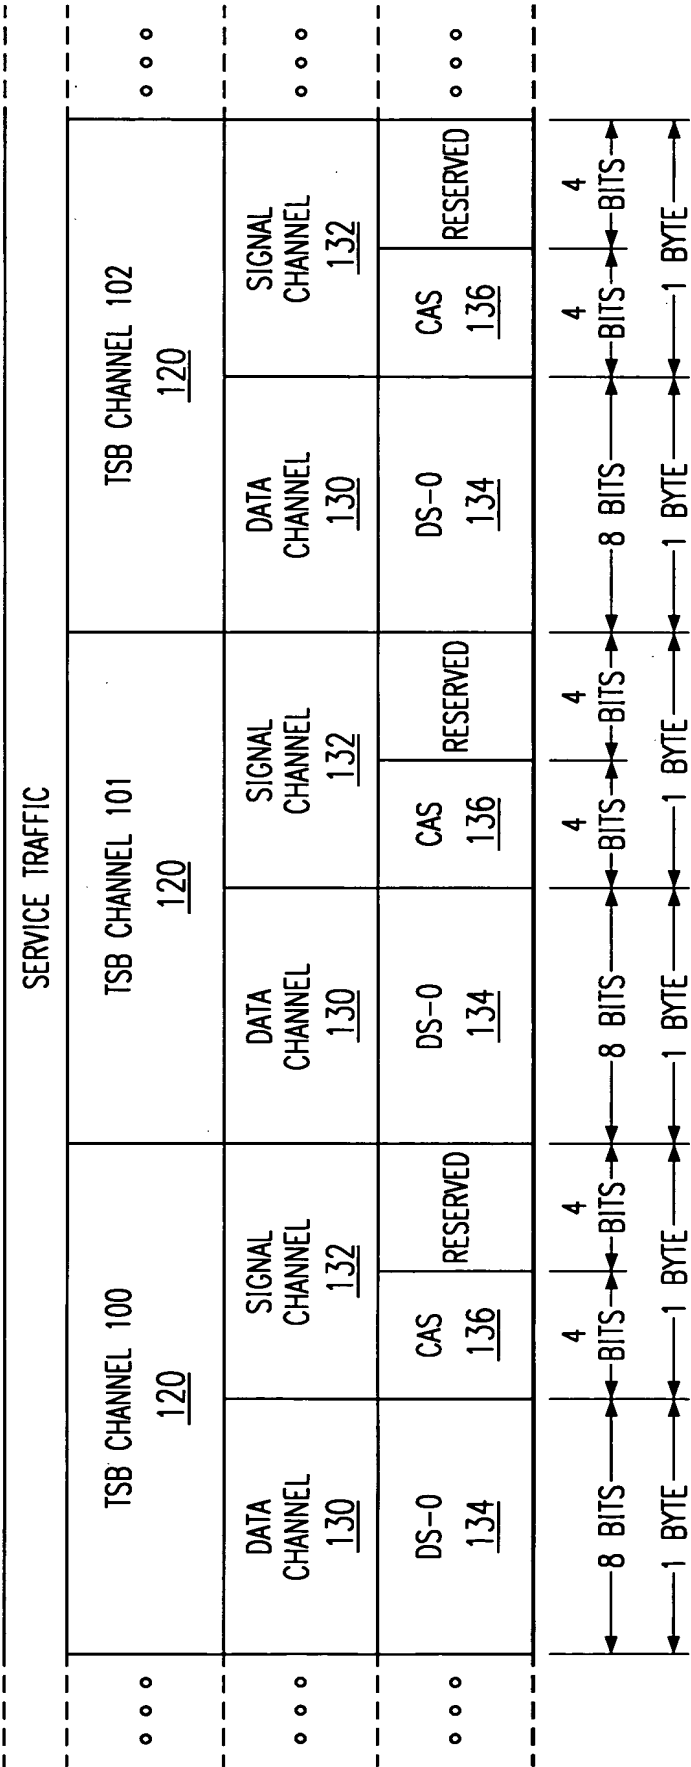 SERVICE TRAFFIC
TSB CHANNEL 100
120
TSB CHANNEL 101
120
TSB CHANNEL 102
120
DATA
CHANNEL
130
SIGNAL
CHANNEL
132
DATA
CHANNEL
130
SIGNAL
CHANNEL
132
DATA
CHANNEL
130
SIGNAL
CHANNEL
132
DS-0
134
CAS
136
RESERVED
DS-0
134
CAS
136
RESERVED
DS-0
134
CAS
136
RESERVED
8 BITS
4
BITS
4
BITS
8 BITS
4
BITS
4
BITS
8 BITS
4
BITS
4
BITS
1 BYTE
1 BYTE
1 BYTE
1 BYTE
1 BYTE
1 BYTE